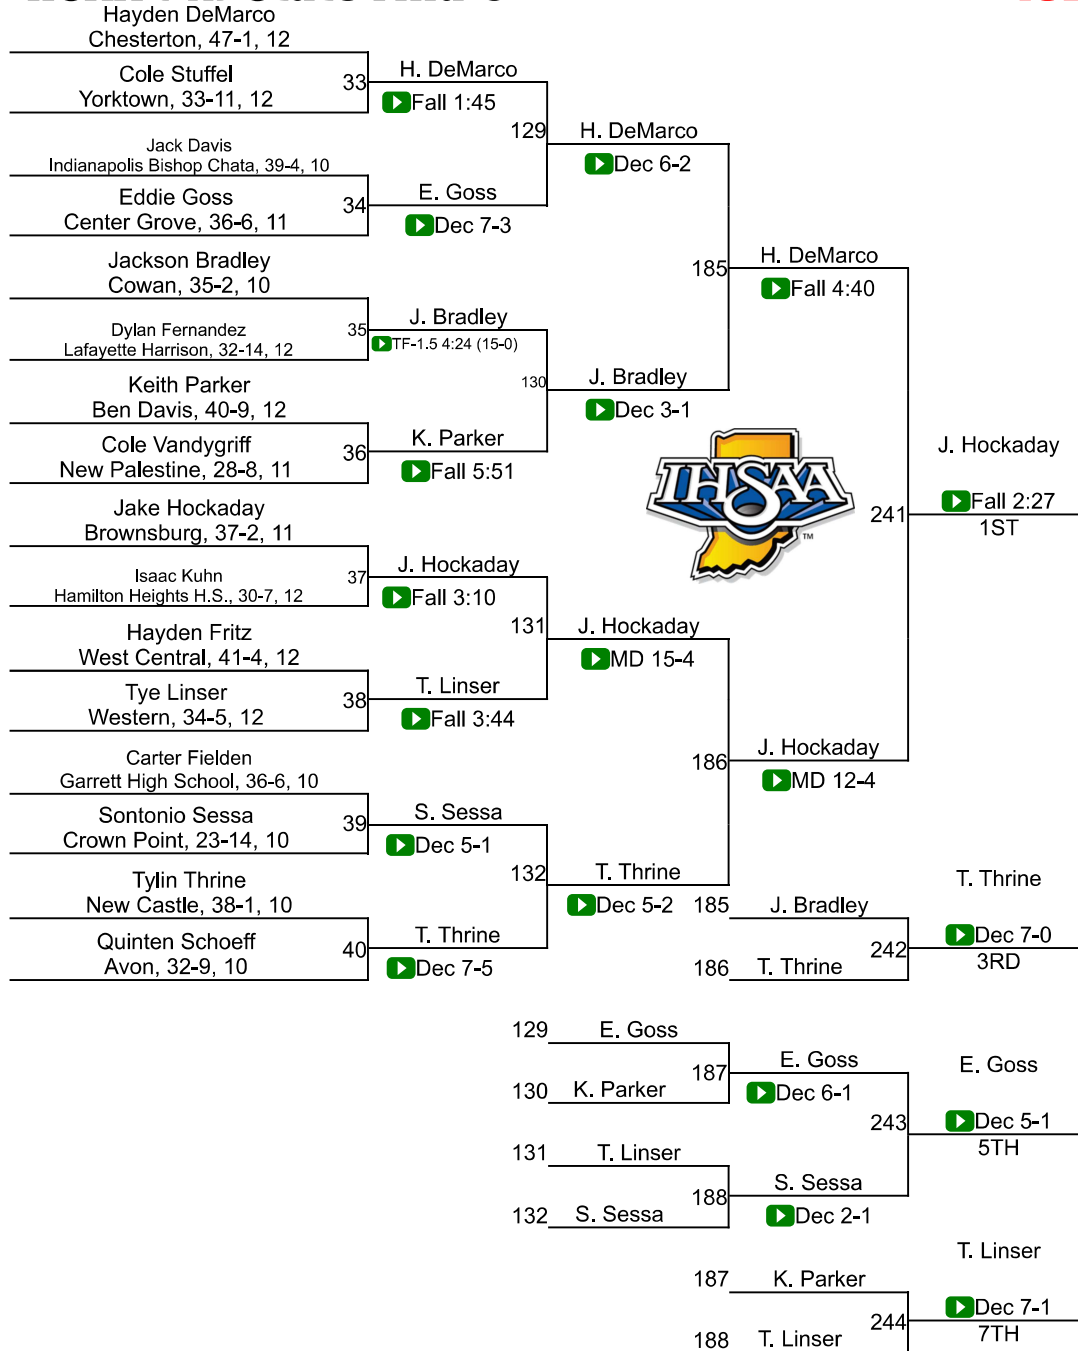 Hayden DeMarco
Chesterton, 47-1, 12
Cole Stuffel
Yorktown, 33-11, 12
33
H. DeMarco
Fall 1:45
129
H. DeMarco
Dec 6-2
Jack Davis
Indianapolis Bishop Chata, 39-4, 10
Eddie Goss
Center Grove, 36-6, 11
34
E. Goss
Dec 7-3
185
H. DeMarco
Fall 4:40
Jackson Bradley
Cowan, 35-2, 10
Dylan Fernandez
Lafayette Harrison, 32-14, 12
35
J. Bradley
TF-1.5 4:24 (15-0)
130
J. Bradley
Dec 3-1
Keith Parker
Ben Davis, 40-9, 12
Cole Vandygriff
New Palestine, 28-8, 11
36
K. Parker
Fall 5:51
IHSAA
TM
241
J. Hockaday
Fall 2:27
1ST
Jake Hockaday
Brownsburg, 37-2, 11
Isaac Kuhn
Hamilton Heights H.S., 30-7, 12
37
J. Hockaday
Fall 3:10
131
J. Hockaday
MD 15-4
Hayden Fritz
West Central, 41-4, 12
Tye Linser
Western, 34-5, 12
38
T. Linser
Fall 3:44
186
J. Hockaday
MD 12-4
Carter Fielden
Garrett High School, 36-6, 10
Sontonio Sessa
Crown Point, 23-14, 10
39
S. Sessa
Dec 5-1
132
T. Thrine
Dec 5-2
Tylin Thrine
New Castle, 38-1, 10
Quinten Schoeff
Avon, 32-9, 10
40
T. Thrine
Dec 7-5
185
J. Bradley
186
T. Thrine
242
T. Thrine
Dec 7-0
3RD
129
E. Goss
130
K. Parker
187
E. Goss
Dec 6-1
131
T. Linser
132
S. Sessa
188
S. Sessa
Dec 2-1
243
E. Goss
Dec 5-1
5TH
187
K. Parker
188
T. Linser
244
T. Linser
Dec 7-1
7TH